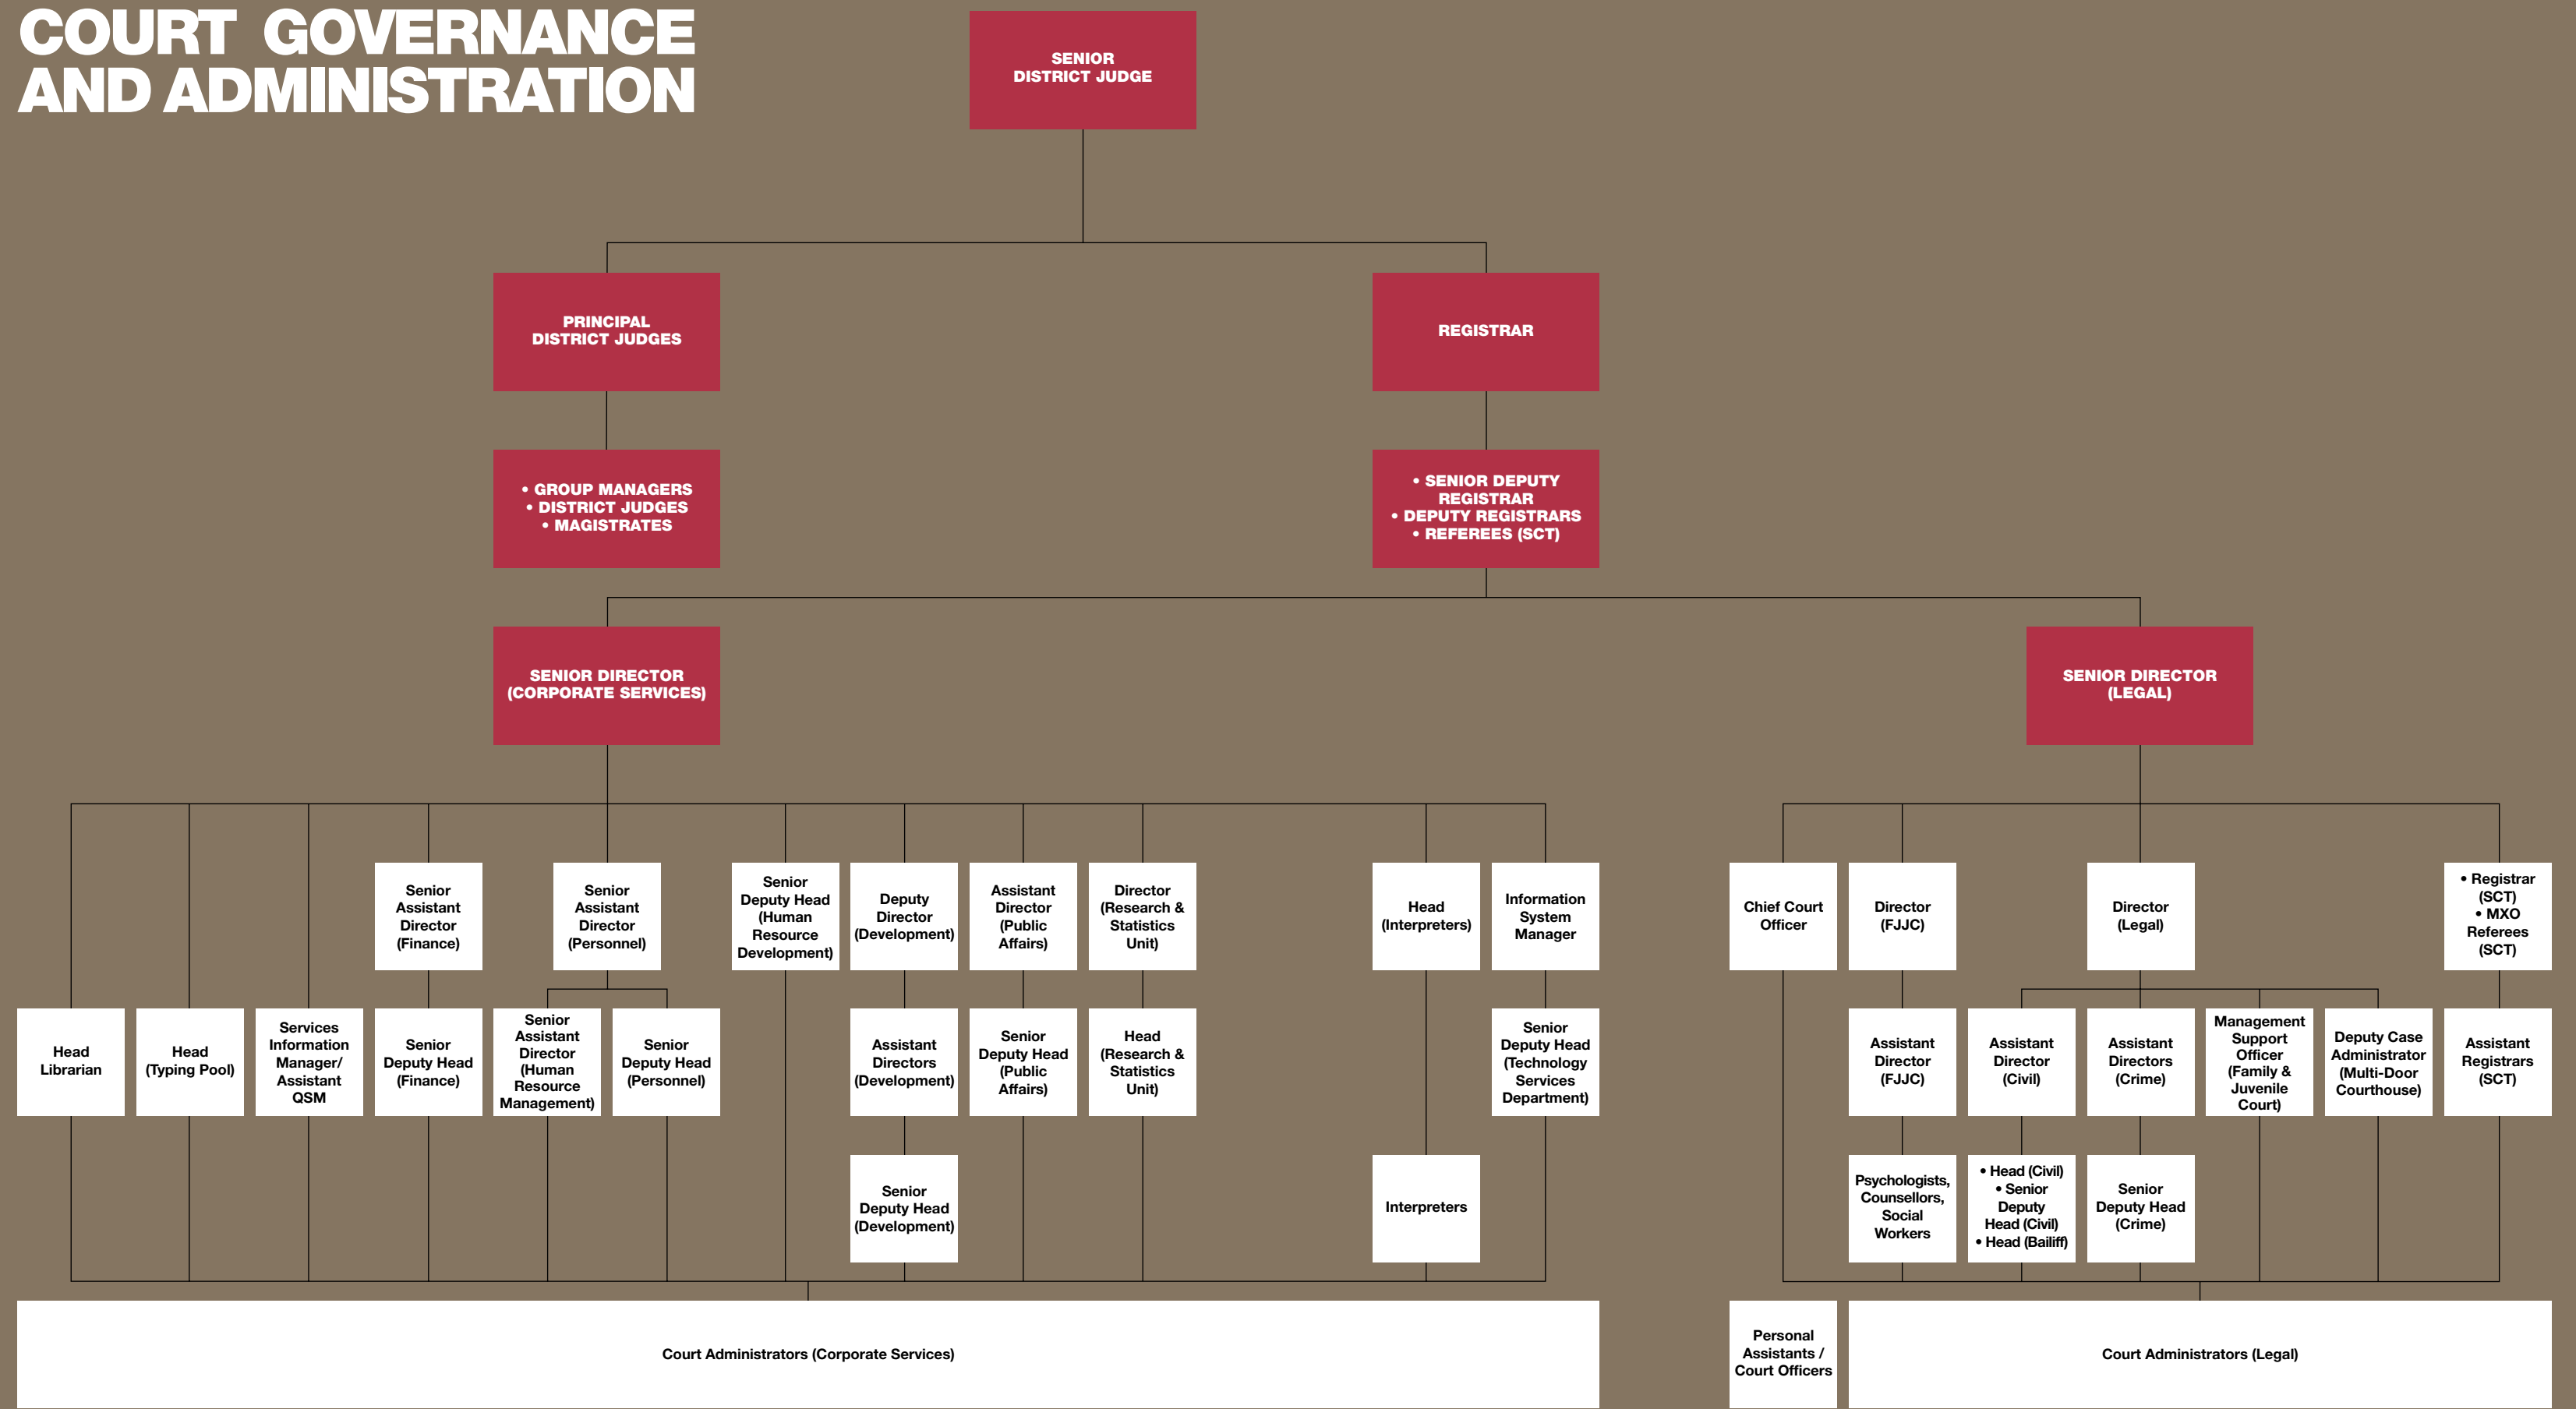 COURT GOVERNANCE
AND ADMINISTRATION
SENIOR
DISTRICT JUDGE
PRINCIPAL
DISTRICT JUDGES
REGISTRAR
• GROUP MANAGERS
• DISTRICT JUDGES
• MAGISTRATES
• SENIOR DEPUTY
REGISTRAR
• DEPUTY REGISTRARS
• REFEREES (SCT)
SENIOR DIRECTOR
(CORPORATE SERVICES)
SENIOR DIRECTOR
(LEGAL)
Senior
Assistant
Director
(Finance)
Senior
Assistant
Director
(Personnel)
Senior
Deputy Head
(Human
Resource
Development)
Deputy
Director
(Development)
Assistant
Director
(Public
Affairs)
Director
(Research &
Statistics
Unit)
Head
(Interpreters)
Information
System
Manager
Chief Court
Officer
Director
(FJJC)
Director
(Legal)
• Registrar
(SCT)
• MXO
Referees
(SCT)
Head
Librarian
Head
(Typing Pool)
Services
Information
Manager/
Assistant
QSM
Senior
Deputy Head
(Finance)
Senior
Assistant
Director
(Human
Resource
Management)
Senior
Deputy Head
(Personnel)
Assistant
Directors
(Development)
Senior
Deputy Head
(Public
Affairs)
Head
(Research &
Statistics
Unit)
Senior
Deputy Head
(Technology
Services
Department)
Assistant
Director
(FJJC)
Assistant
Director
(Civil)
Assistant
Directors
(Crime)
Management
Support
Officer
(Family &
Juvenile
Court)
Deputy Case
Administrator
(Multi-Door
Courthouse)
Assistant
Registrars
(SCT)
Senior
Deputy Head
(Development)
Interpreters
Psychologists,
Counsellors,
Social
Workers
• Head (Civil)
• Senior
Deputy
Head (Civil)
• Head (Bailiff)
Senior
Deputy Head
(Crime)
Court Administrators (Corporate Services)
Personal
Assistants /
Court Officers
Court Administrators (Legal)